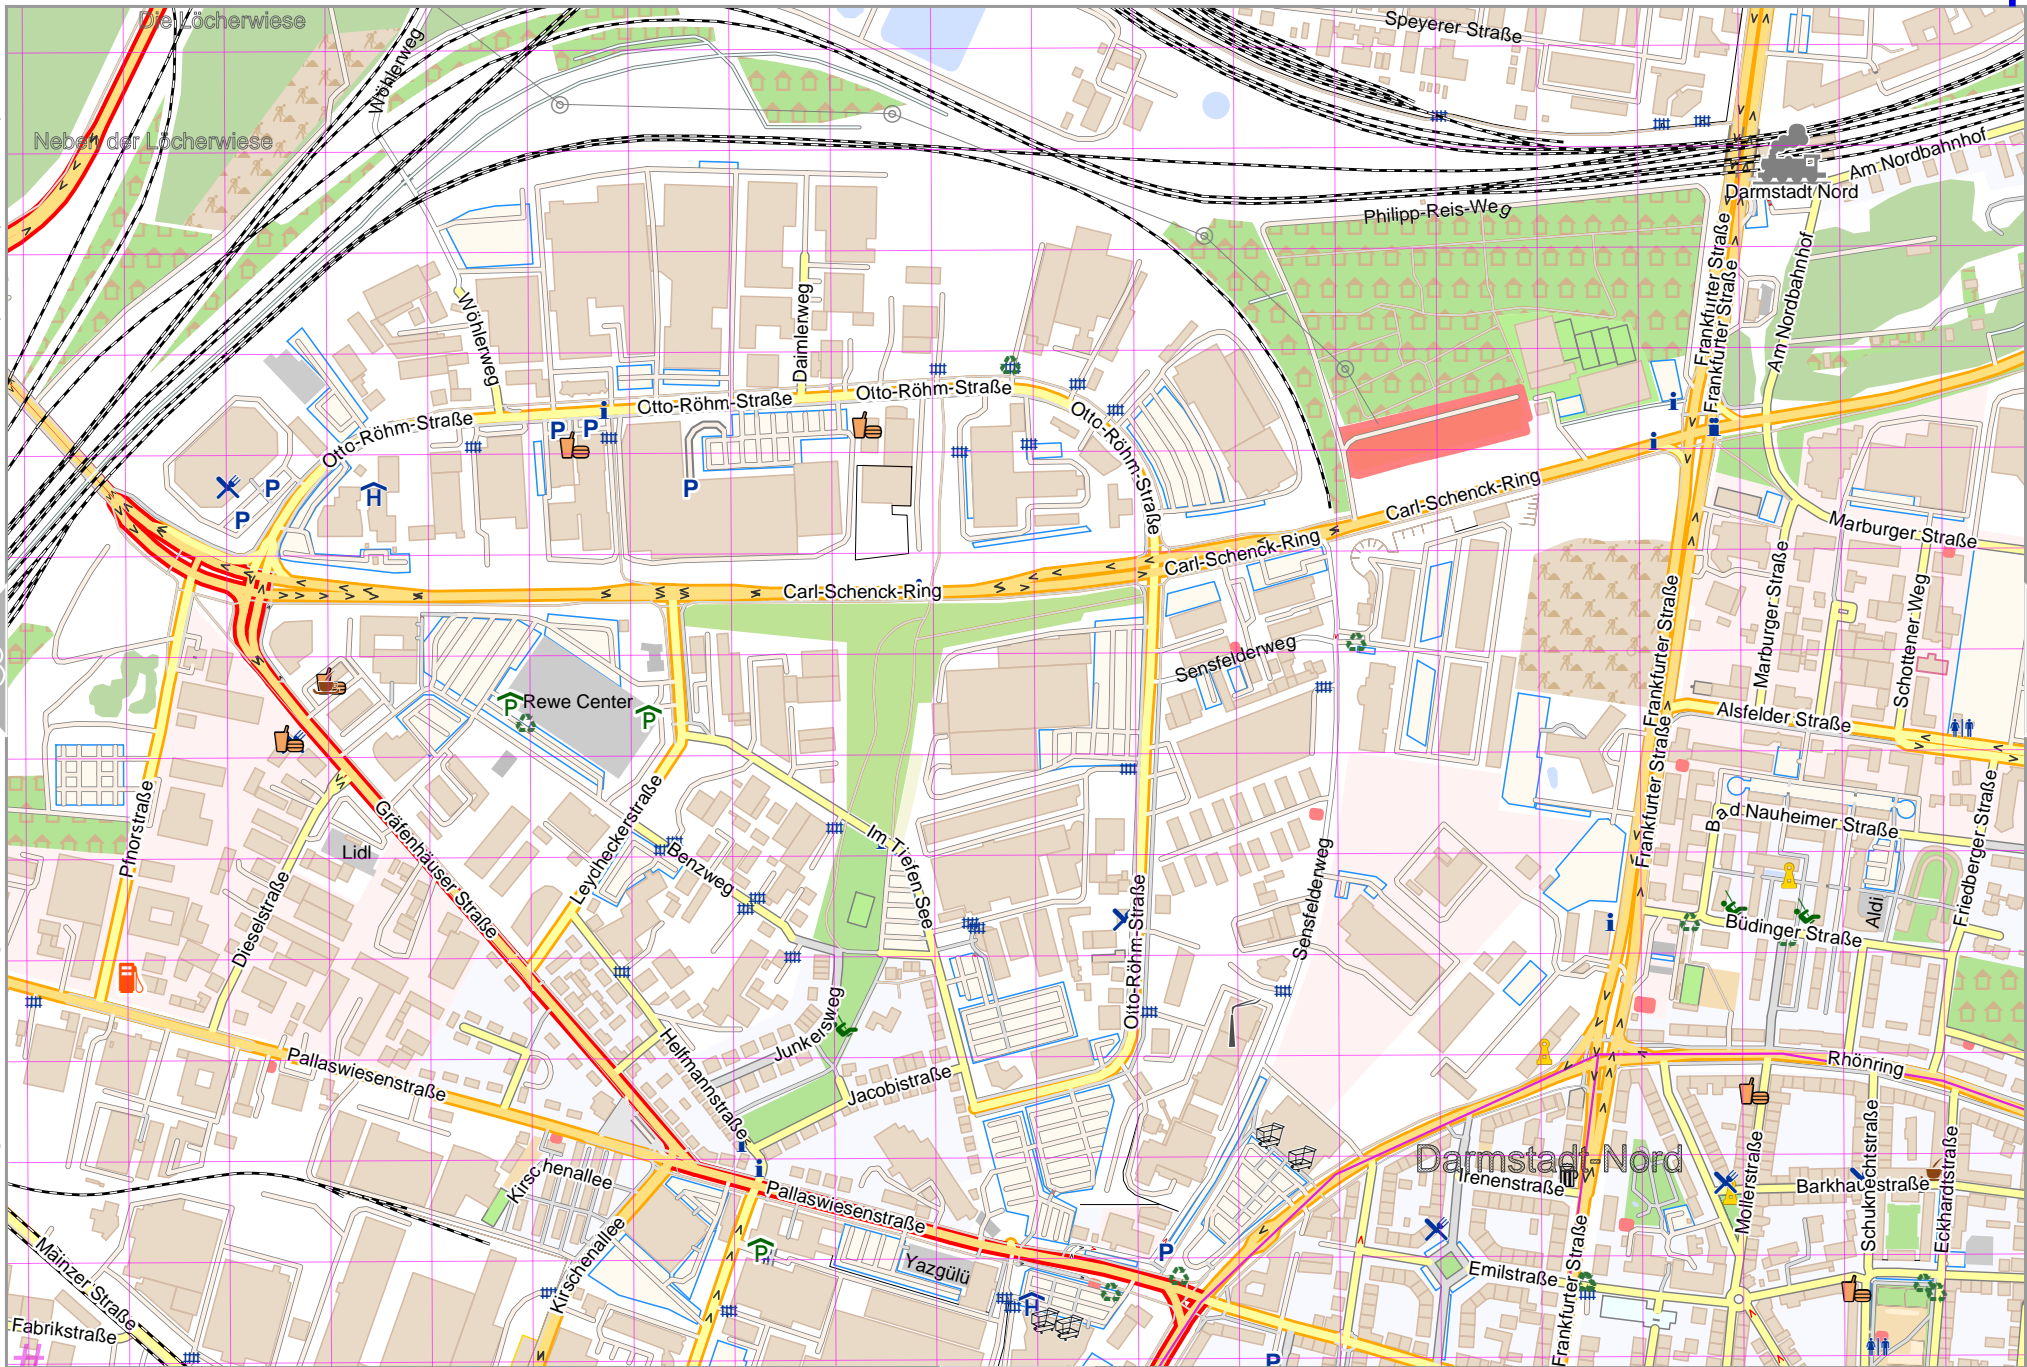 Die Löcherwiese
Speyerer Straße
Wöhlerweg
Neben der Löcherwiese
Am Nordbahnhof
Darmstadt Nord
Philipp-Reis-Weg
Frankfurter Straße
Frankfurter Straße
Am Nordbahnhof
Wöhlerweg
Daimlerweg
Otto-Röhm-Straße
Otto-Röhm-Straße
Otto-Röhm-Straße
Otto-Röhm-Straße
Carl-Schenck-Ring
Carl-Schenck-Ring
Carl-Schenck-Ring
Marburger Straße
Marburger Straße
Schottener Weg
Sensfelderweg
Frankfurter Straße
Rewe Center
Alsfelder Straße
Pfnorstraße
Lidl
Gräfenhäuser Straße
Leydheckerstraße
Benzweg
Im Tiefen See
Frankfurter Straße
Bad Nauheimer Straße
Friedberger Straße
Dieselstraße
Otto-Röhm-Straße
Sensfelderweg
Aldi
Büdinger Straße
Pallaswiesenstraße
Helfmannstraße
Junkersweg
Jacobistraße
Rhönring
Darmstadt-Nord
Irenenstraße
Kirschenallee
Kirschenallee
Pallaswiesenstraße
Mollerstraße
Barkhausstraße
Schuknechtstraße
Eckhardtstraße
Yazgülü
Emilstraße
Frankfurter Straße
Mainzer Straße
Fabrikstraße